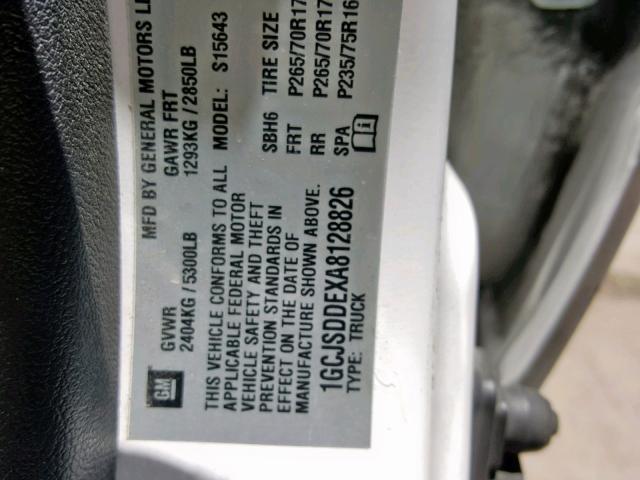 MFD BY GENERAL MOTORS
GVWR GAWR FRT
2404KG / 5300LB 1293KG / 2850LB
GM
THIS VEHICLE CONFORMS TO ALL
APPLICABLE FEDERAL MOTOR
VEHICLE SAFETY AND THEFT
PREVENTION STANDARDS IN
EFFECT ON THE DATE OF
MANUFACTURE SHOWN ABOVE.
1GCJSDDEXA8128826
TYPE: TRUCK
MODEL: S15643
SBH6 TIRE SIZE
FRT P265/70R17
RR P265/70R17
SPA P235/75R16